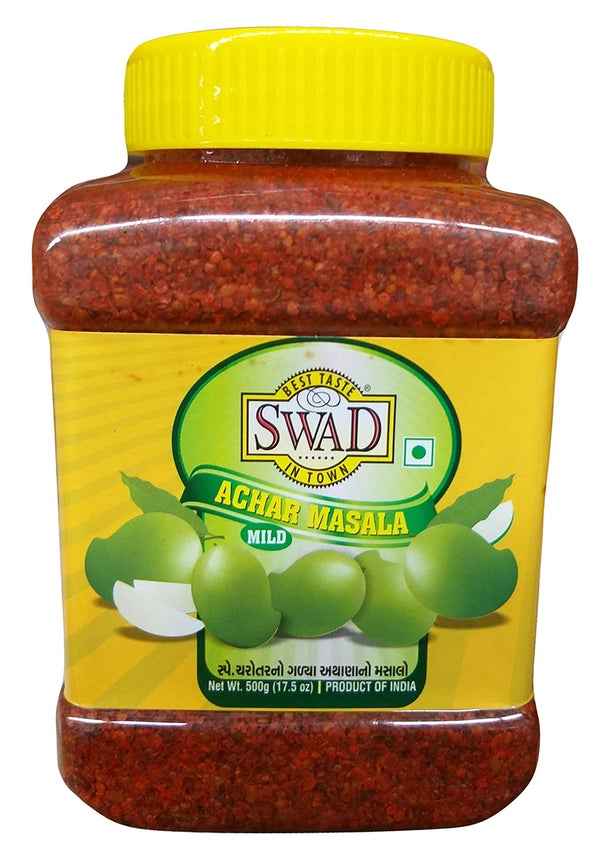 BEST TASTE
®
SWAD
IN TOWN
ACHAR MASALA
MILD
સ્પે.ચરોતરનો ગળ્યા અથાણાનો મસાલો
Net Wt. 500g (17.5 oz) | PRODUCT OF INDIA